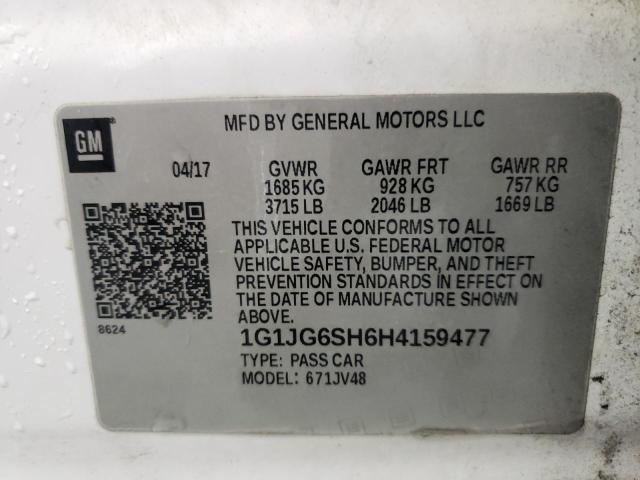 GM
MFD BY GENERAL MOTORS LLC
04/17 GVWR GAWR FRT GAWR RR
1685 KG 928 KG 757 KG
3715 LB 2046 LB 1669 LB
THIS VEHICLE CONFORMS TO ALL
APPLICABLE U.S. FEDERAL MOTOR
VEHICLE SAFETY, BUMPER, AND THEFT
PREVENTION STANDARDS IN EFFECT ON
THE DATE OF MANUFACTURE SHOWN
ABOVE.
8624
1G1JG6SH6H4159477
TYPE: PASS CAR
MODEL: 671JV48